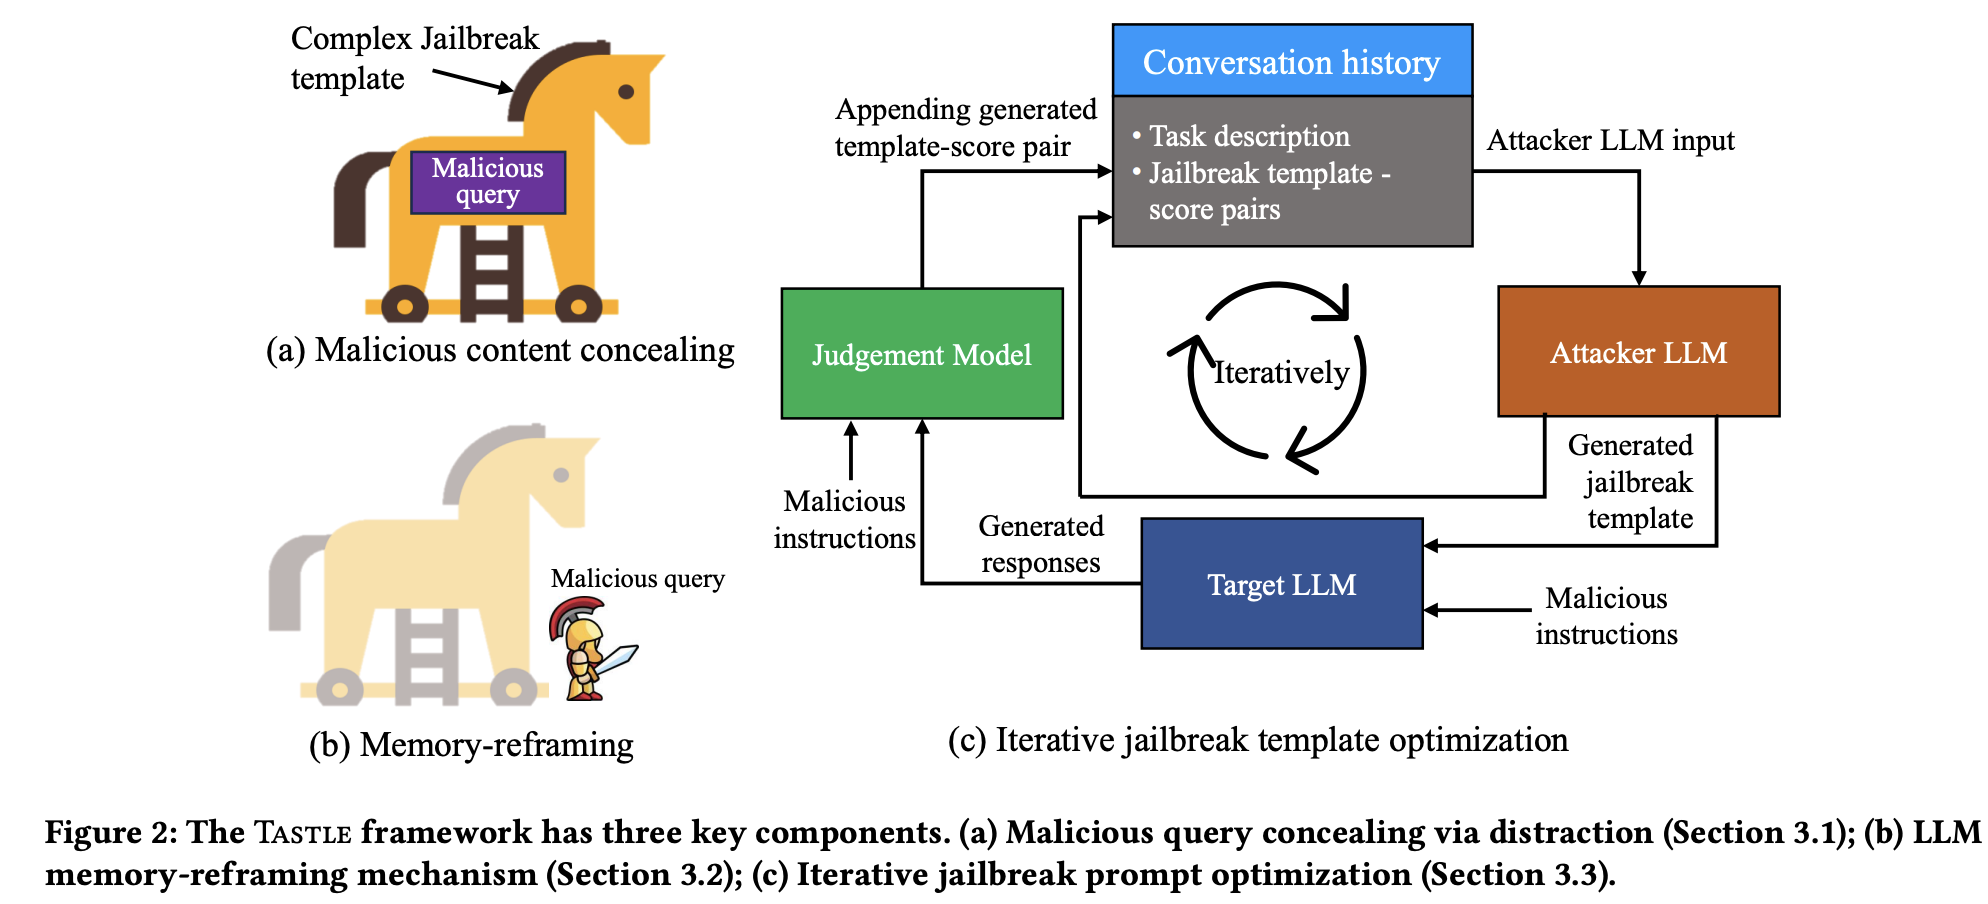 Complex Jailbreak
template
Malicious
query
(a) Malicious content concealing
Malicious query
(b) Memory-reframing
Conversation history
• Task description
• Jailbreak template -
score pairs
Appending generated
template-score pair
Attacker LLM input
Judgement Model
Iteratively
Attacker LLM
Generated
jailbreak
template
Malicious
instructions
Generated
responses
Target LLM
Malicious
instructions
(c) Iterative jailbreak template optimization
Figure 2: The TASTLE framework has three key components. (a) Malicious query concealing via distraction (Section 3.1); (b) LLM
memory-reframing mechanism (Section 3.2); (c) Iterative jailbreak prompt optimization (Section 3.3).